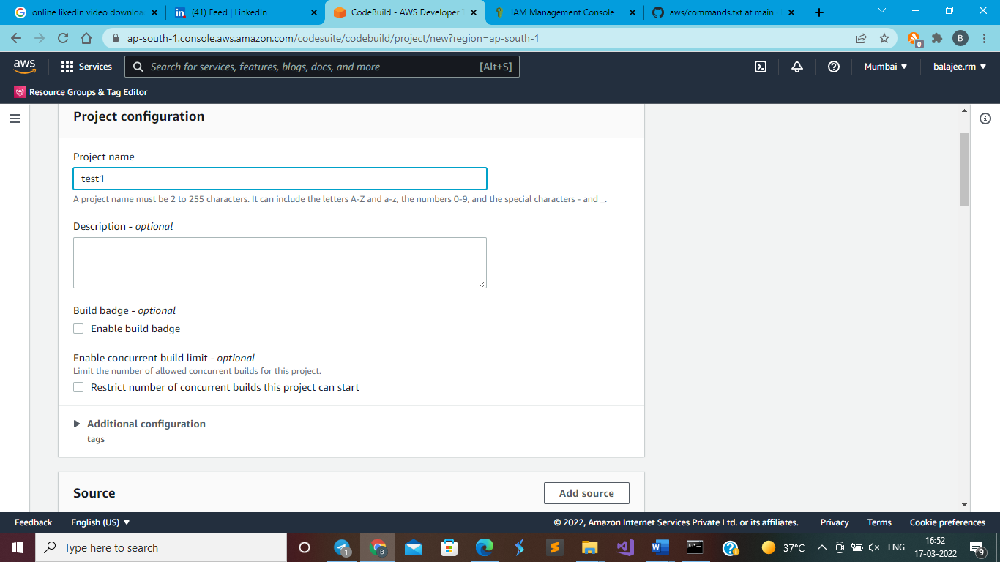 online likedin video downloa
(41) Feed | LinkedIn
CodeBuild - AWS Developer T
IAM Management Console
aws/commands.txt at main ·
ap-south-1.console.aws.amazon.com/codesuite/codebuild/project/new?region=ap-south-1
0
B
aws
Services
Search for services, features, blogs, docs, and more
[Alt+S]
Mumbai
balajee.rm
Resource Groups & Tag Editor
Project configuration
Project name
test1
A project name must be 2 to 255 characters. It can include the letters A-Z and a-z, the numbers 0-9, and the special characters - and _.
Description - optional
Build badge - optional
Enable build badge
Enable concurrent build limit - optional
Limit the number of allowed concurrent builds for this project.
Restrict number of concurrent builds this project can start
Additional configuration
tags
Source
Add source
Feedback
English (US)
© 2022, Amazon Internet Services Private Ltd. or its affiliates.
Privacy
Terms
Cookie preferences
Type here to search
1
B
37°C
ENG
16:52
17-03-2022
9